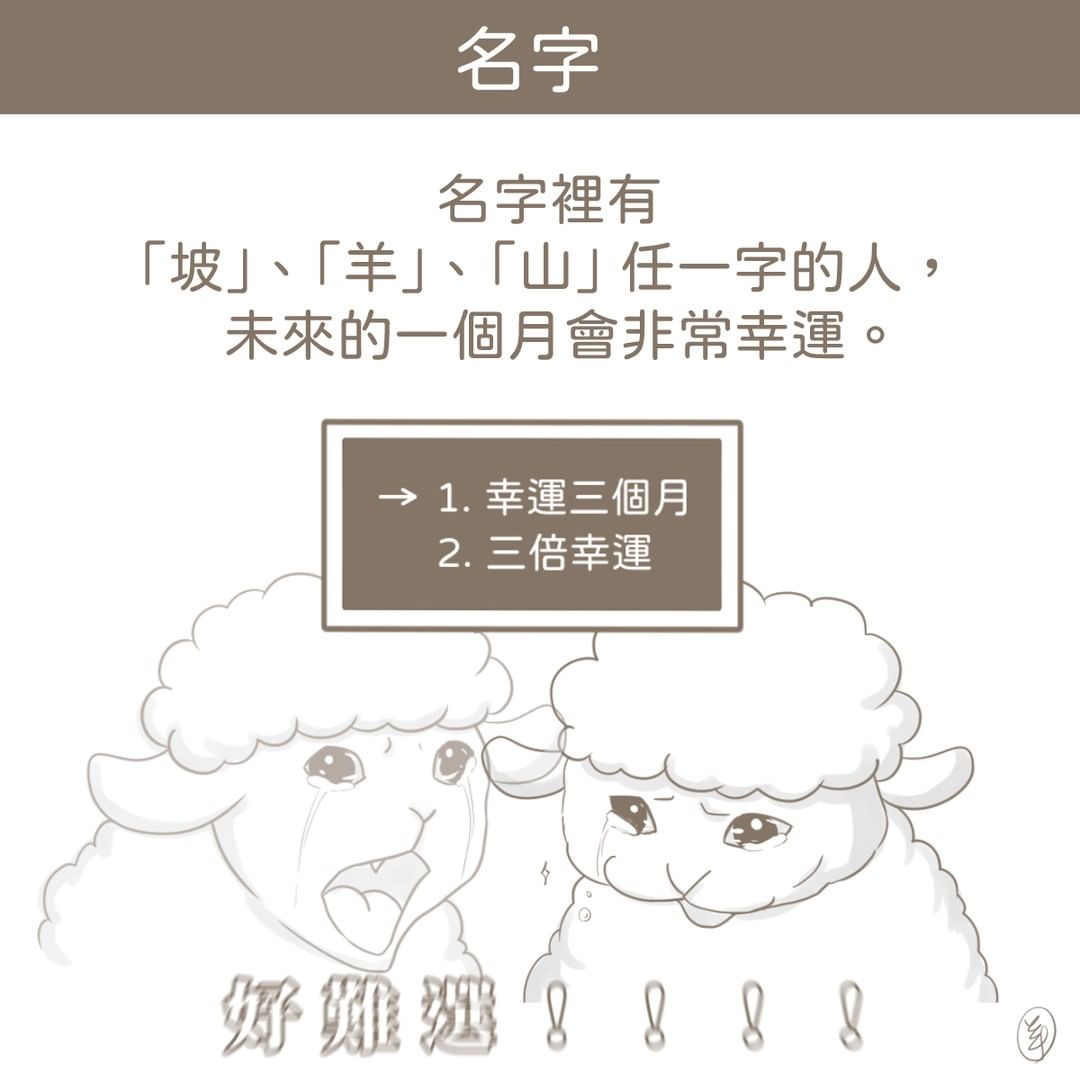 名字
名字裡有
「坡」、「羊」、「山」任一字的人，
未來的一個月會非常幸運。
→ 1. 幸運三個月
2. 三倍幸運
好難選！！！！